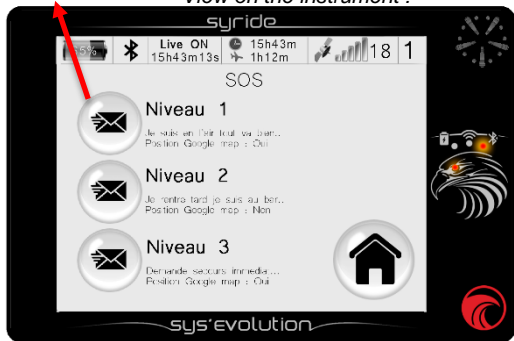 View on the instrument :
syride
55% Live ON 15h43m
15h43m13s 1h12m 18 1
SOS
Niveau 1
Je suis en l'air tout va bien..
Position Google map : Oui
Niveau 2
Je rentre tard je suis au bar..
Position Google map : Non
Niveau 3
Demande secours immediat...
Position Google map : Oui
sys'evolution